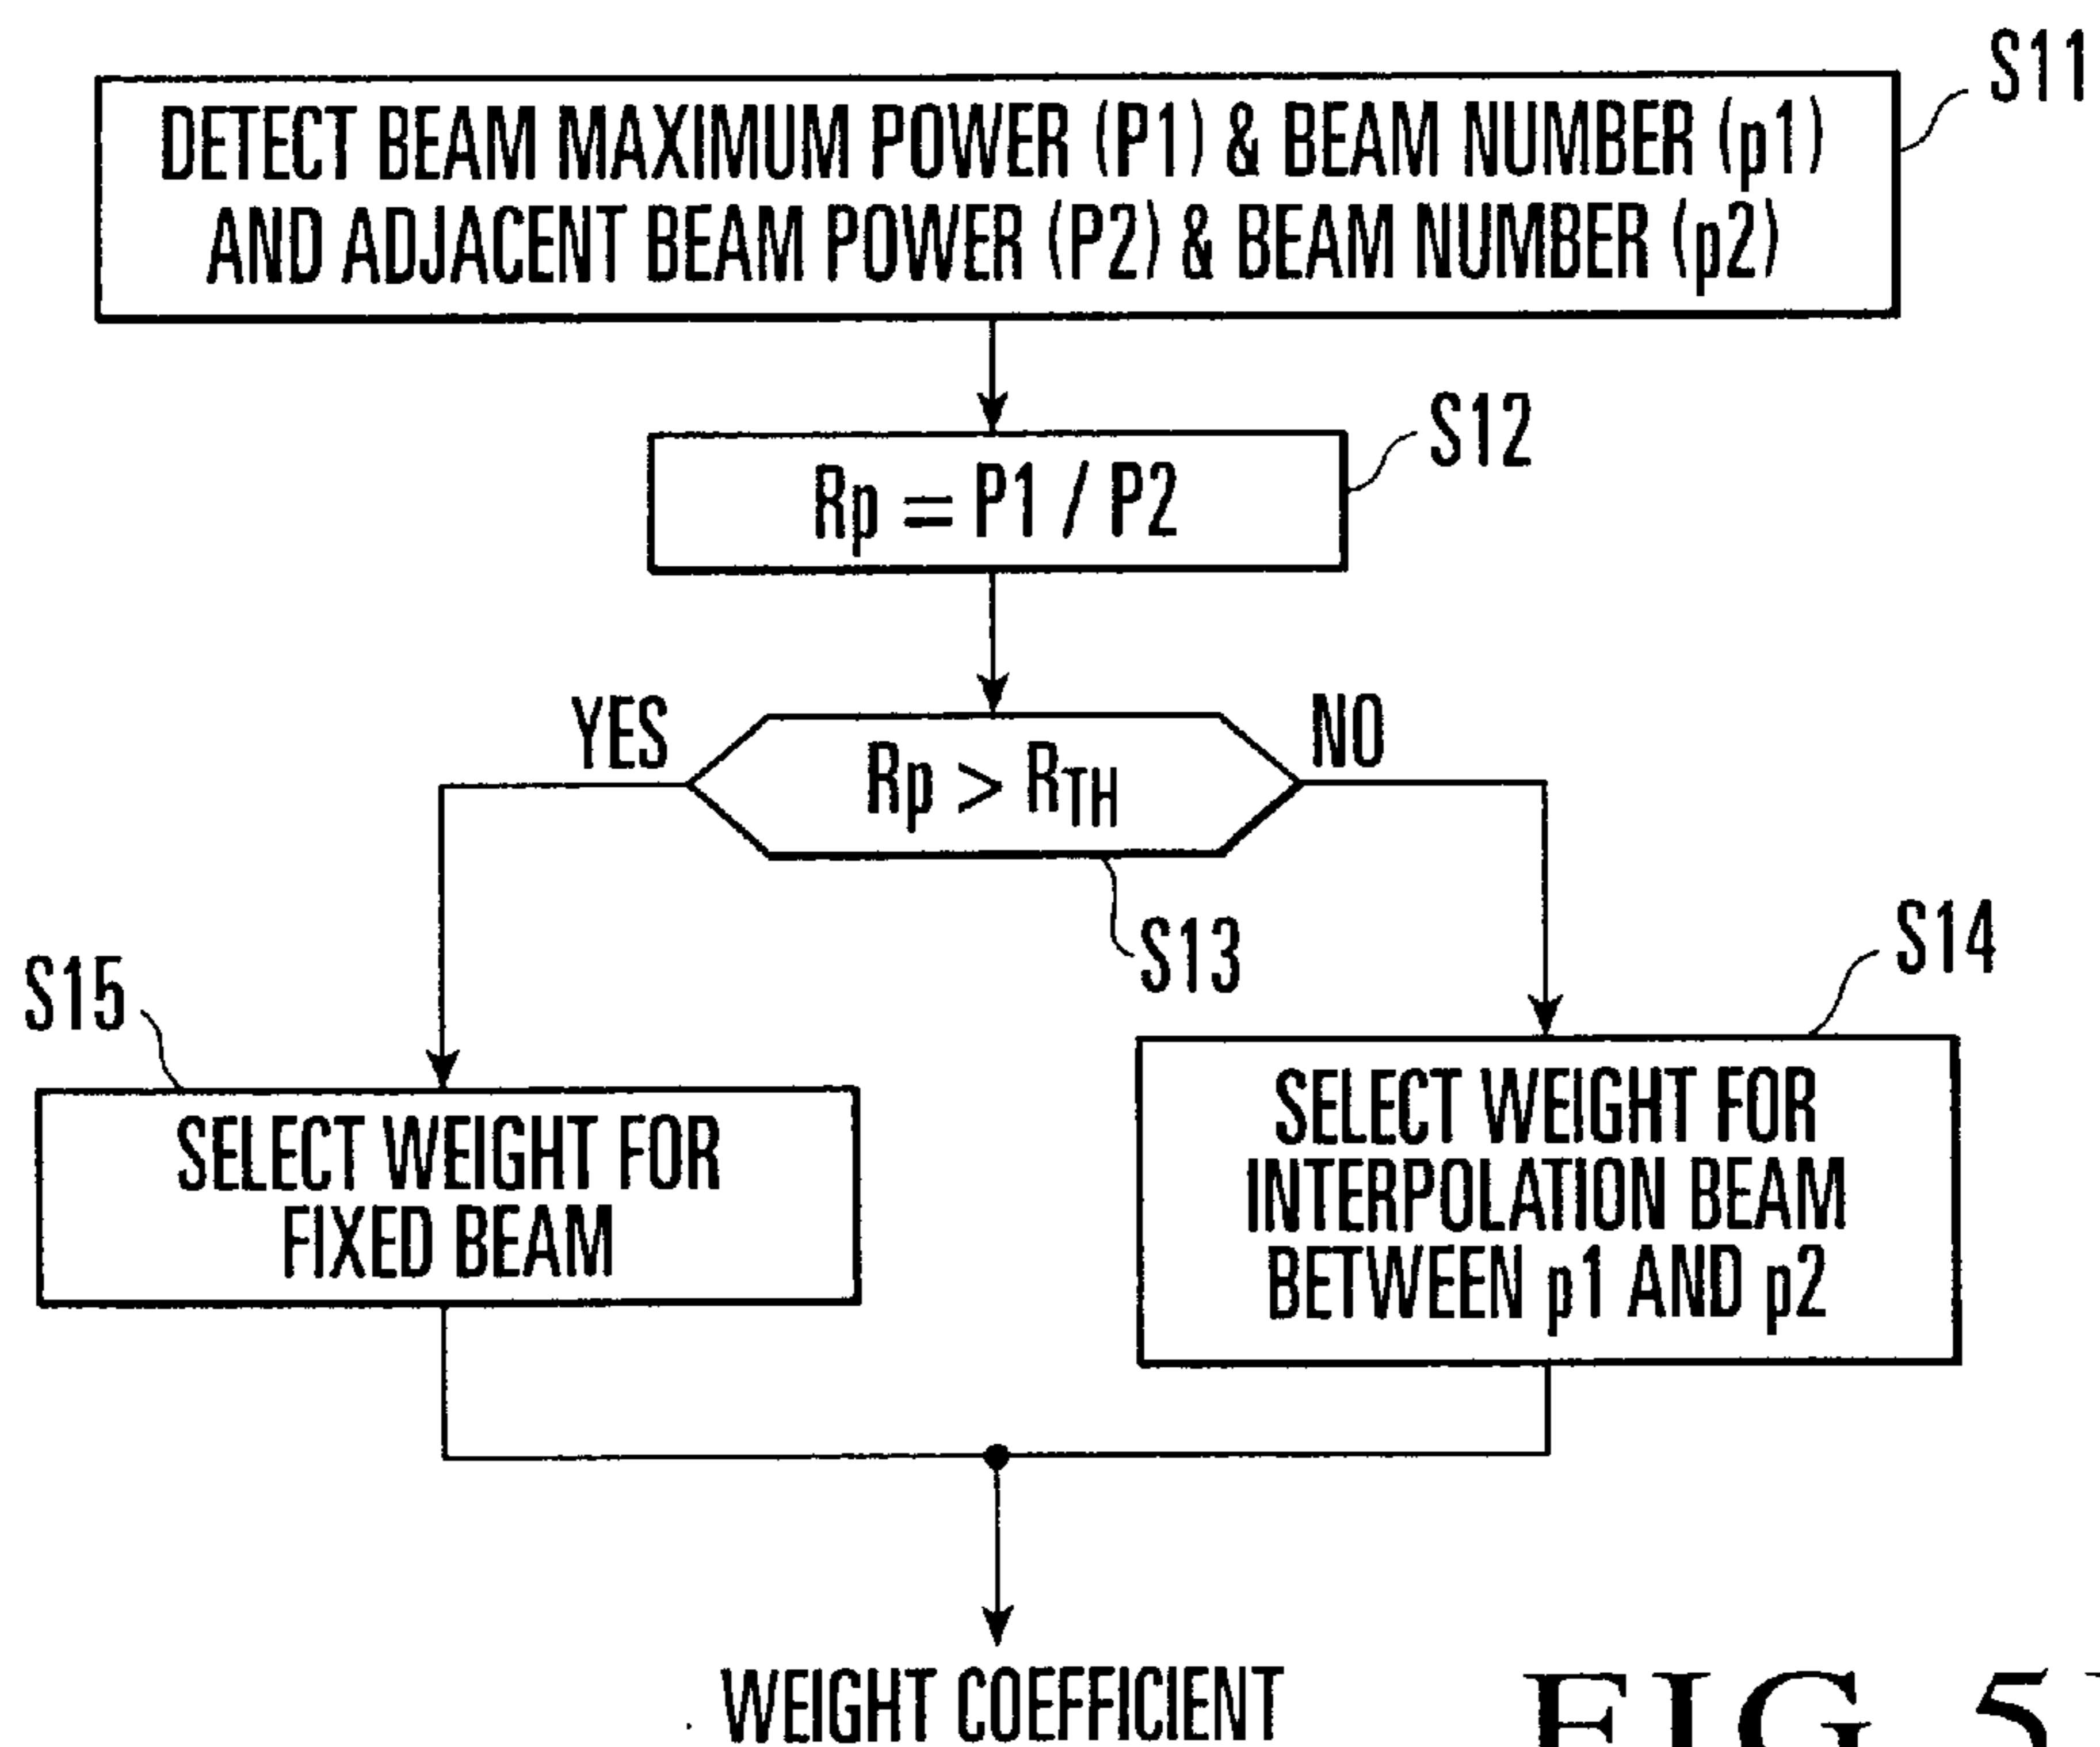 S11
DETECT BEAM MAXIMUM POWER (P1) & BEAM NUMBER (p1)
AND ADJACENT BEAM POWER (P2) & BEAM NUMBER (p2)
S12
Rp = P1 / P2
YES
NO
Rp > RTH
S13
S14
S15
SELECT WEIGHT FOR
FIXED BEAM
SELECT WEIGHT FOR
INTERPOLATION BEAM
BETWEEN p1 AND p2
WEIGHT COEFFICIENT
FIG.5